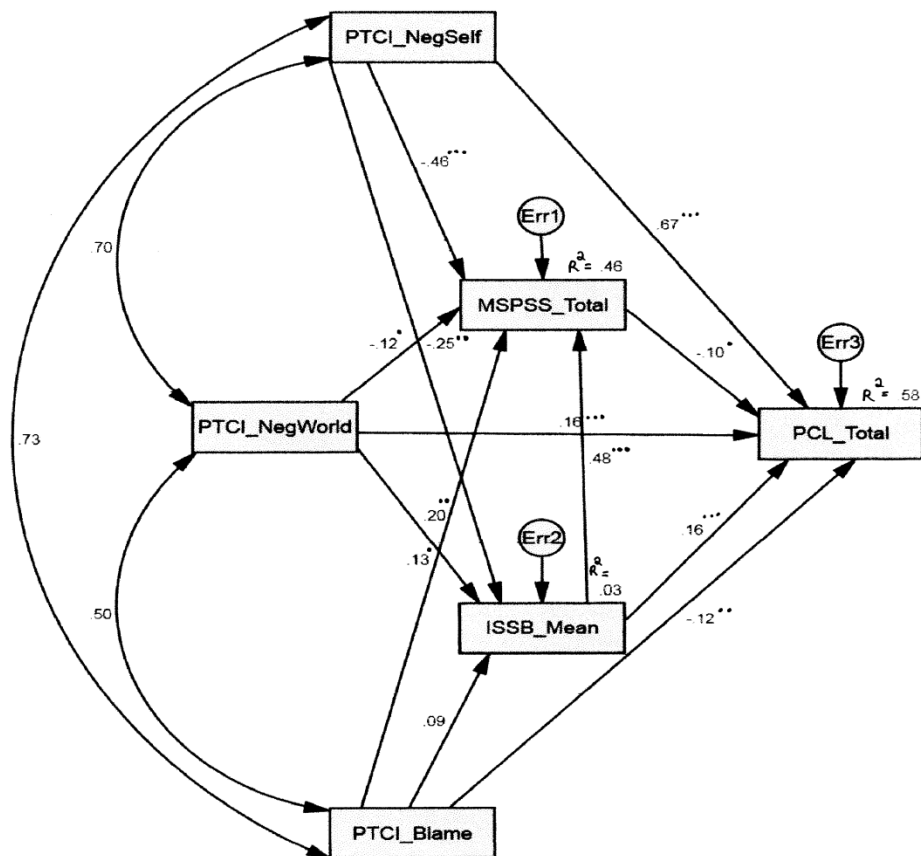 PTCI_NegSelf
-.46***
.67***
Err1
.70
R² = .46
MSPSS_Total
-.12*
-.25**
-.10*
Err3
R² = .58
PTCI_NegWorld
.16***
PCL_Total
.73
.48***
.20**
.13*
Err2
.16***
R² =
.03
ISSB_Mean
.50
-.12**
.09
PTCI_Blame